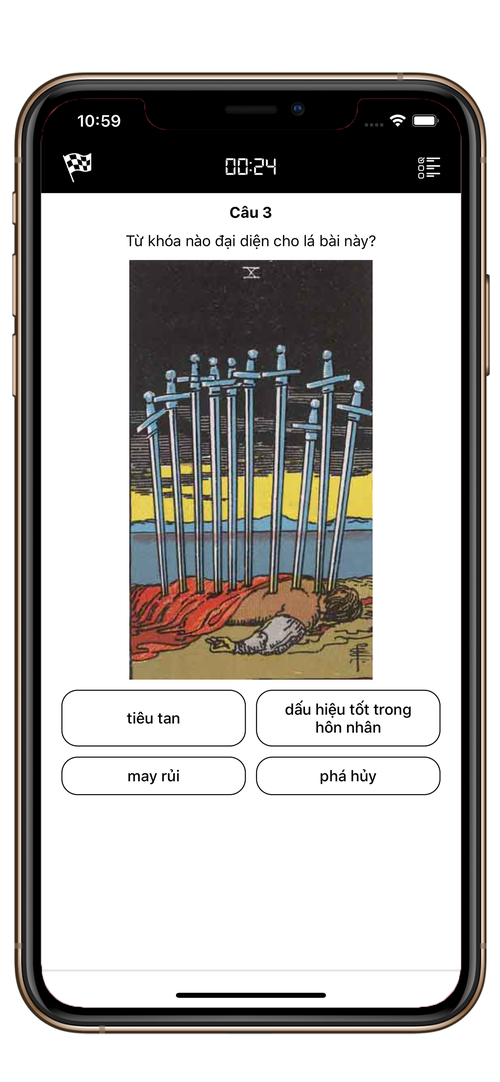 10:59
00:24
Câu 3
Từ khóa nào đại diện cho lá bài này?
X
tiêu tan
dấu hiệu tốt trong
hôn nhân
may rủi
phá hủy